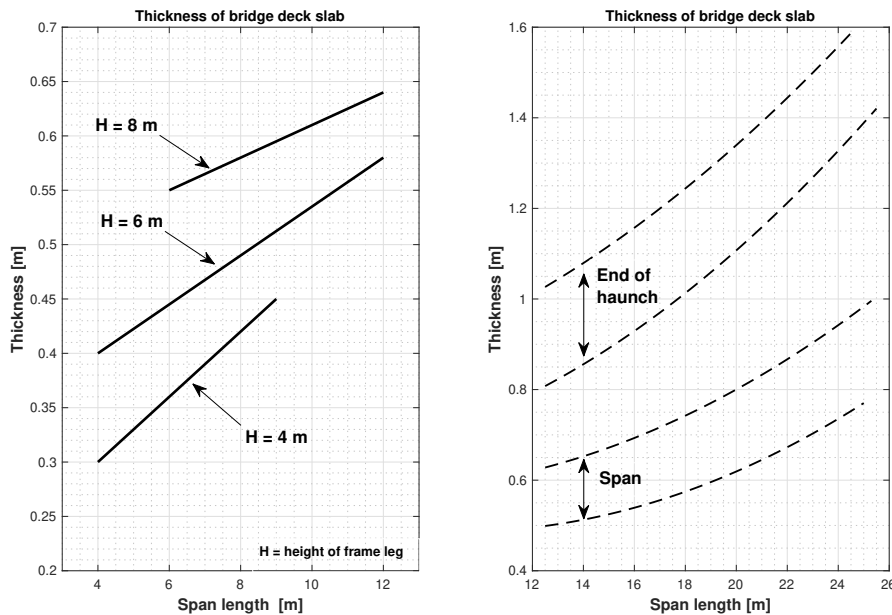 Thickness of bridge deck slab
0.7
0.65
0.6
0.55
0.5
0.45
0.4
0.35
0.3
0.25
0.2
Thickness [m]
H = 8 m
H = 6 m
H = 4 m
H = height of frame leg
4 6 8 10 12
Span length [m]
Thickness of bridge deck slab
1.6
1.4
1.2
1
0.8
0.6
0.4
Thickness [m]
End of
haunch
Span
12 14 16 18 20 22 24 26
Span length [m]